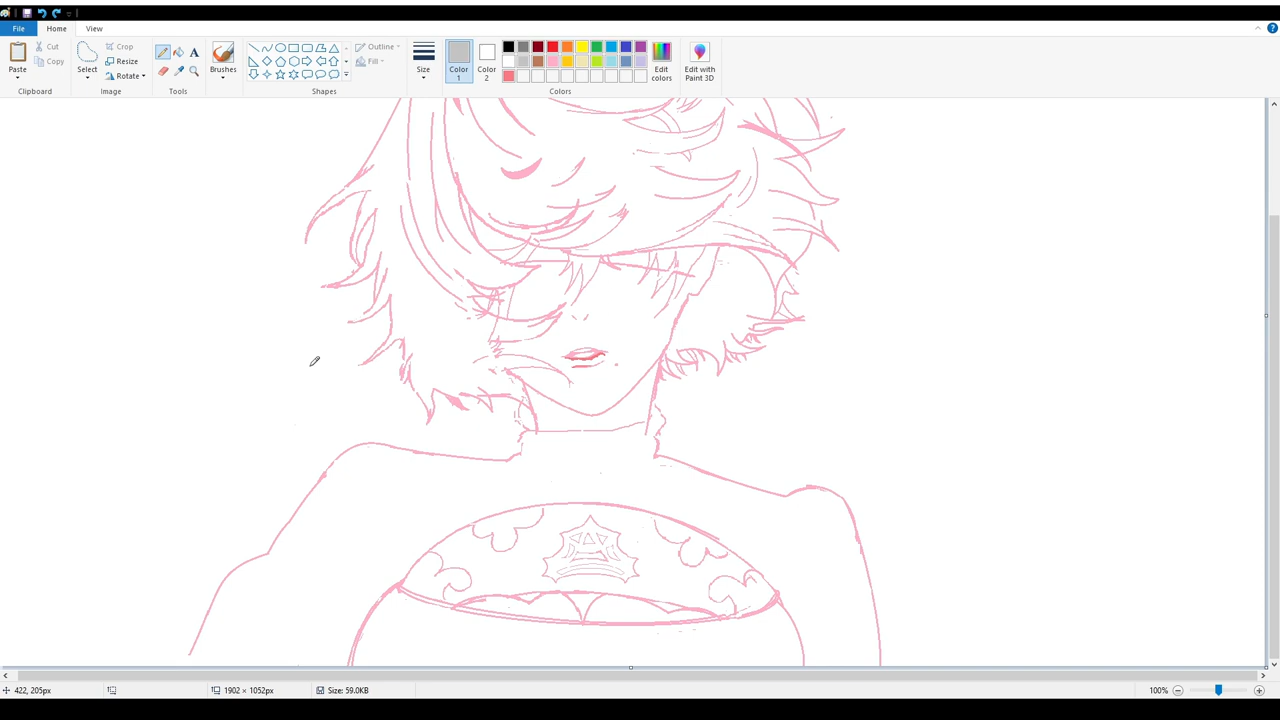 File Home View
Paste Cut Copy Clipboard
Select Crop Resize Rotate Image
A Tools
Brushes
Outline Fill Shapes
Size
Color 1 Color 2 Edit colors Colors
Edit with Paint 3D
A
422, 205px 1902 × 1052px Size: 59.0KB 100%